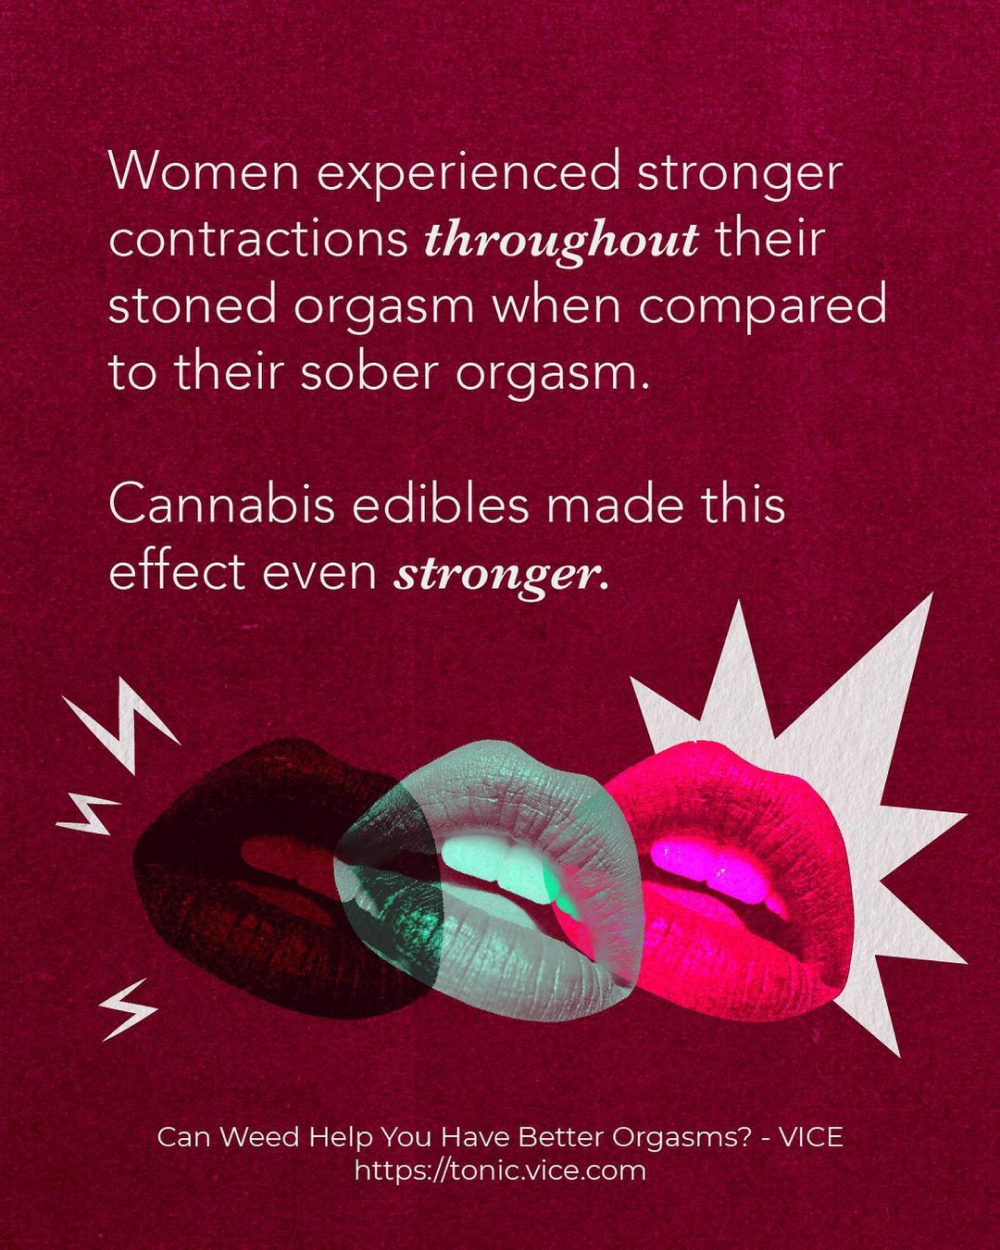 Women experienced stronger
contractions throughout their
stoned orgasm when compared
to their sober orgasm.
Cannabis edibles made this
effect even stronger.
Can Weed Help You Have Better Orgasms? - VICE
https://tonic.vice.com